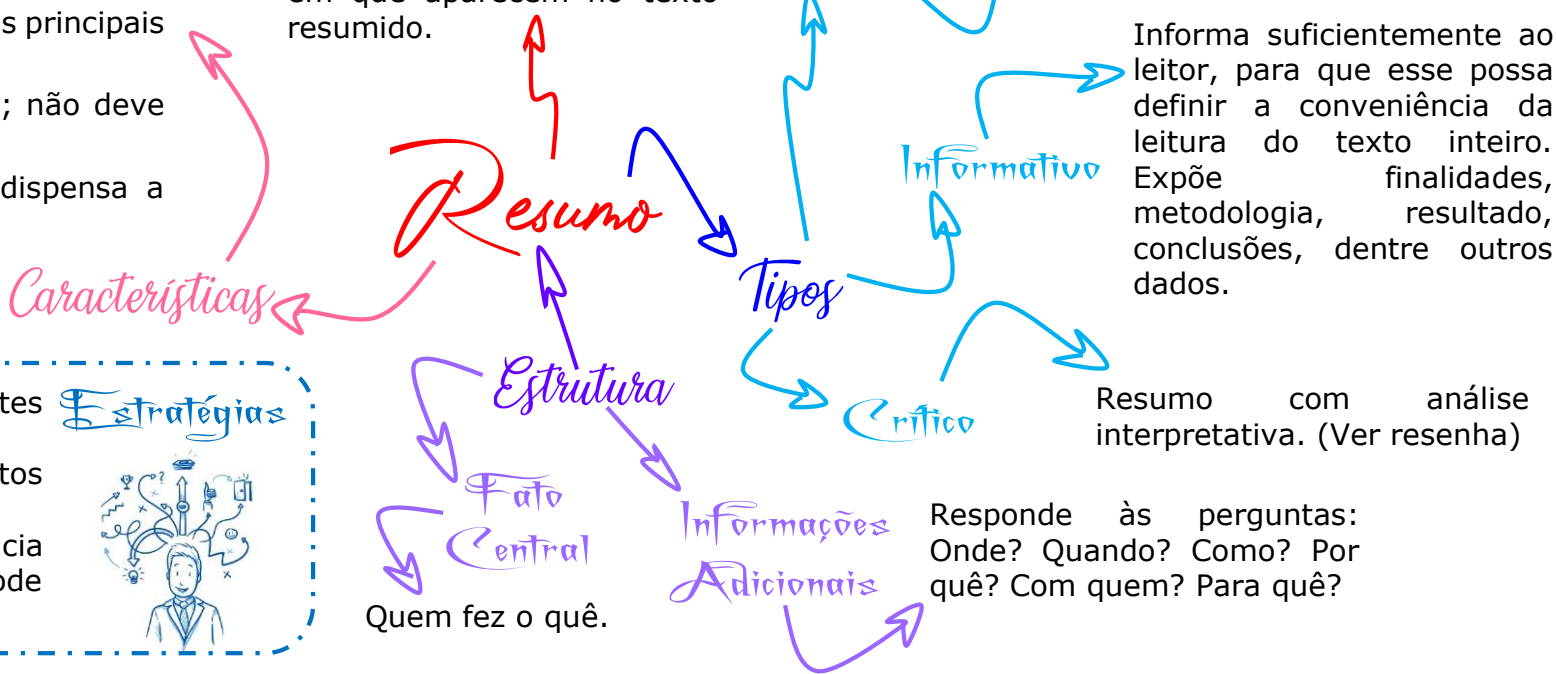 s principais
; não deve
dispensa a
em que aparecem no texto
resumido.
Resumo
Características
Tipos
Informativo
Informa suficientemente ao
leitor, para que esse possa
definir a conveniência da
leitura do texto inteiro.
Expõe finalidades,
metodologia, resultado,
conclusões, dentre outros
dados.
Crítico
Resumo com análise
interpretativa. (Ver resenha)
Estrutura
Fato
Central
Quem fez o quê.
Informações
Adicionais
Responde às perguntas:
Onde? Quando? Como? Por
quê? Com quem? Para quê?
Estratégias
tes
tos
cia
ode